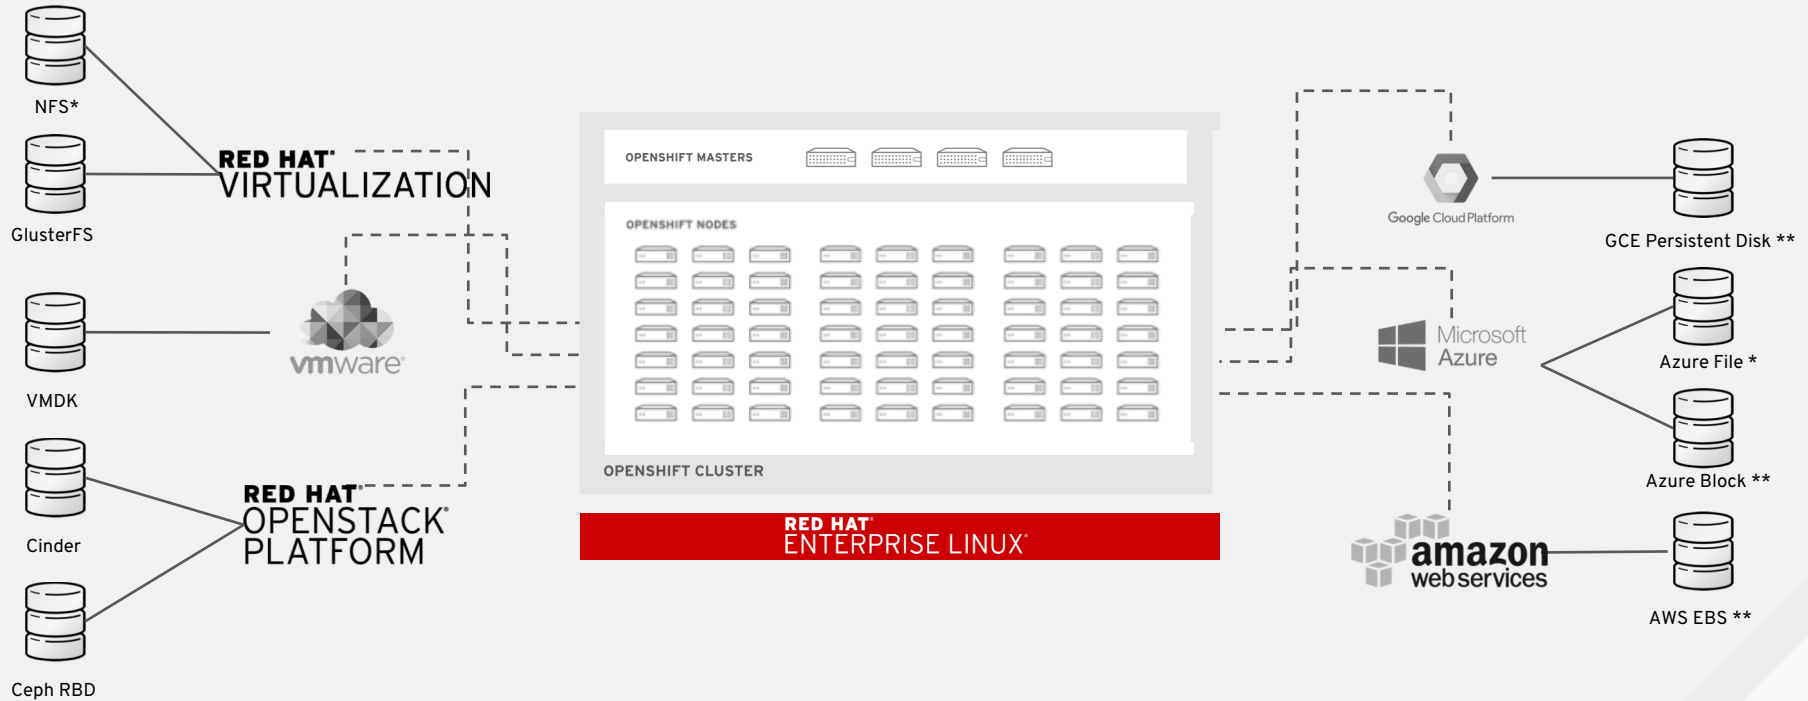 NFS*
GlusterFS
VMDK
Cinder
Ceph RBD
RED HAT®
VIRTUALIZATION
vmware®
RED HAT®
OPENSTACK®
PLATFORM
OPENSHIFT MASTERS
OPENSHIFT NODES
OPENSHIFT CLUSTER
RED HAT®
ENTERPRISE LINUX®
Google Cloud Platform
Microsoft
Azure
amazon
web services
GCE Persistent Disk **
Azure File *
Azure Block **
AWS EBS **